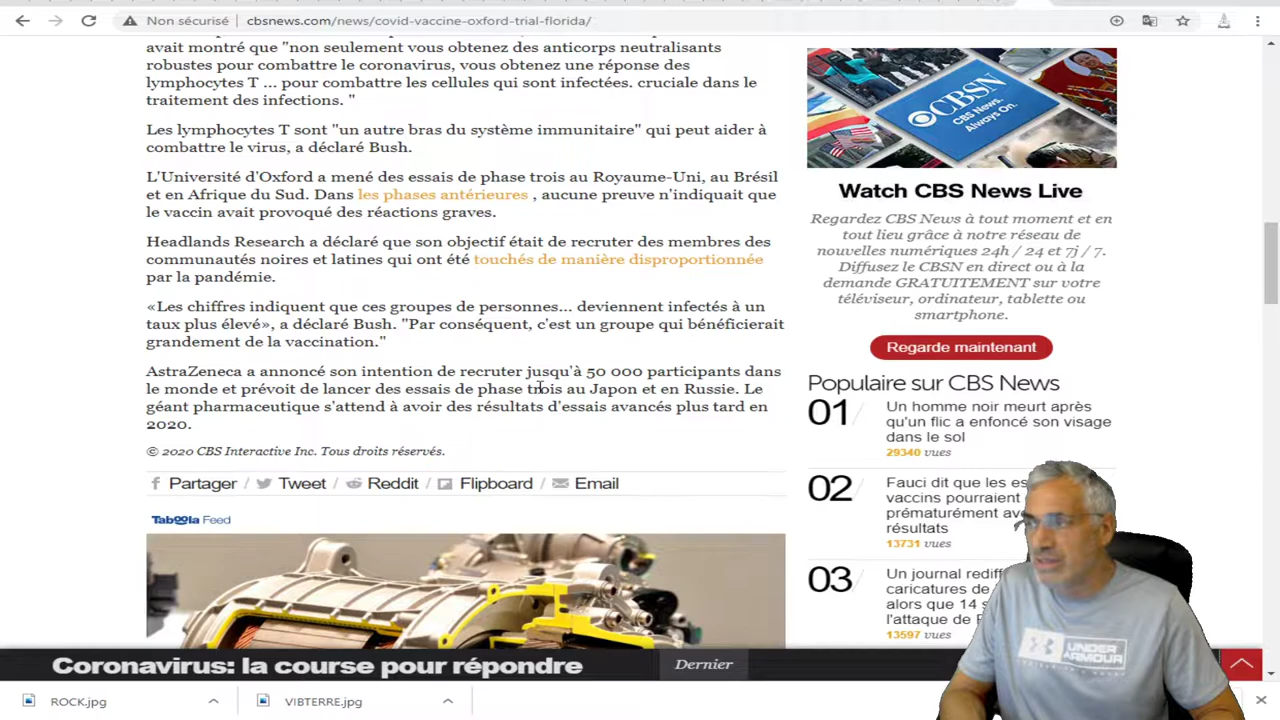 Non sécurisé
cbsnews.com/news/covid-vaccine-oxford-trial-florida/
avait montré que "non seulement vous obtenez des anticorps neutralisants
robustes pour combattre le coronavirus, vous obtenez une réponse des
lymphocytes T ... pour combattre les cellules qui sont infectées. cruciale dans le
traitement des infections. "
Les lymphocytes T sont "un autre bras du système immunitaire" qui peut aider à
combattre le virus, a déclaré Bush.
L'Université d'Oxford a mené des essais de phase trois au Royaume-Uni, au Brésil
et en Afrique du Sud. Dans les phases antérieures , aucune preuve n'indiquait que
le vaccin avait provoqué des réactions graves.
Headlands Research a déclaré que son objectif était de recruter des membres des
communautés noires et latines qui ont été touchés de manière disproportionnée
par la pandémie.
«Les chiffres indiquent que ces groupes de personnes... deviennent infectés à un
taux plus élevé», a déclaré Bush. "Par conséquent, c'est un groupe qui bénéficierait
grandement de la vaccination."
AstraZeneca a annoncé son intention de recruter jusqu'à 50 000 participants dans
le monde et prévoit de lancer des essais de phase trois au Japon et en Russie. Le
géant pharmaceutique s'attend à avoir des résultats d'essais avancés plus tard en
2020.
© 2020 CBS Interactive Inc. Tous droits réservés.
Partager / Tweet / Reddit / Flipboard / Email
Taboola Feed
CBSN
CBS News.
Always On.
Watch CBS News Live
Regardez CBS News à tout moment et en
tout lieu grâce à notre réseau de
nouvelles numériques 24h / 24 et 7j / 7.
Diffusez le CBSN en direct ou à la
demande GRATUITEMENT sur votre
téléviseur, ordinateur, tablette ou
smartphone.
Regarde maintenant
Populaire sur CBS News
01
Un homme noir meurt après
qu'un flic a enfoncé son visage
dans le sol
29340 vues
02
Fauci dit que les
vaccins pourraient
prématurément
résultats
13731 vues
03
Un journal
caricatures de
alors que 14
l'attaque de
13597 vues
UNDER
ARMOUR
Coronavirus: la course pour répondre
Dernier
ROCK.jpg
VIBTERRE.jpg